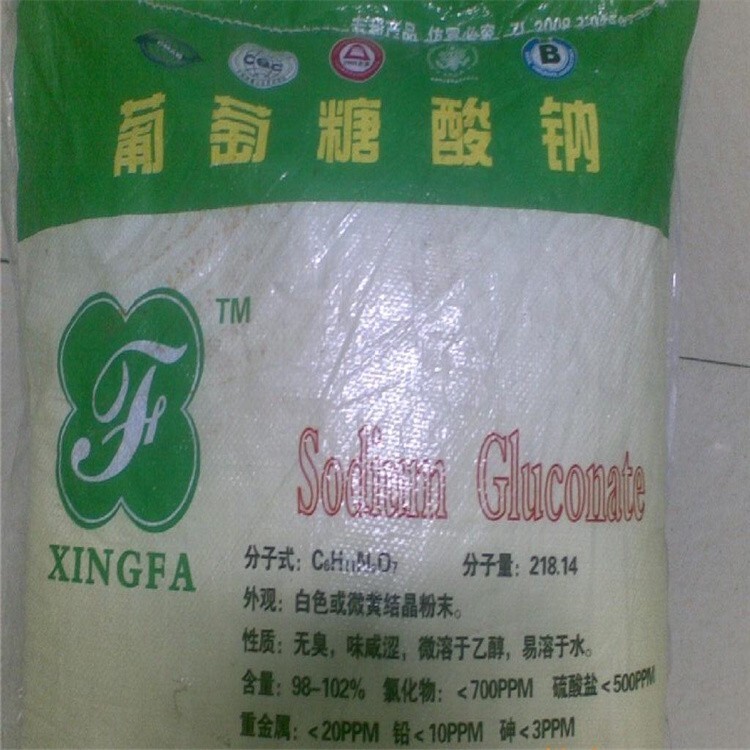 CQC
B
葡萄糖酸钠
TM
F
XINGFA
Sodium Gluconate
分子式：C₆H₁₁N₂O₇ 分子量：218.14
外观：白色或微黄结晶粉末。
性质：无臭，味咸涩，微溶于乙醇，易溶于水。
含量：98-102% 氯化物：<700PPM 硫酸盐<500PPM
重金属：<20PPM 铅<10PPM 砷<3PPM